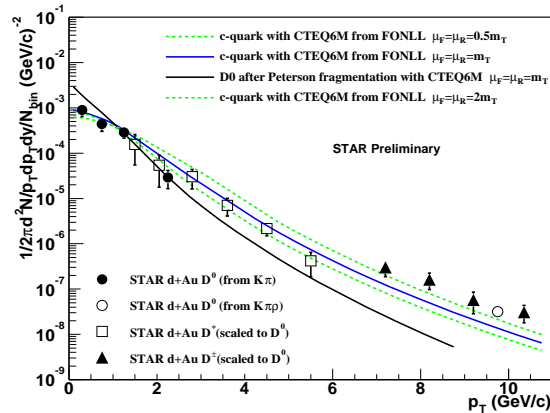 c-quark with CTEQ6M from FONLL μF=μR=0.5mT
c-quark with CTEQ6M from FONLL μF=μR=mT
D0 after Peterson fragmentation with CTEQ6M μF=μR=mT
c-quark with CTEQ6M from FONLL μF=μR=2mT
STAR Preliminary
1/2πd²N/pTdpTdy/Nbin (GeV/c)⁻²
10⁻¹
10⁻²
10⁻³
10⁻⁴
10⁻⁵
10⁻⁶
10⁻⁷
10⁻⁸
10⁻⁹
STAR d+Au D⁰ (from Kπ)
STAR d+Au D⁰ (from Kπρ)
STAR d+Au D*(scaled to D⁰)
STAR d+Au D±(scaled to D⁰)
0 2 4 6 8 10
pT (GeV/c)